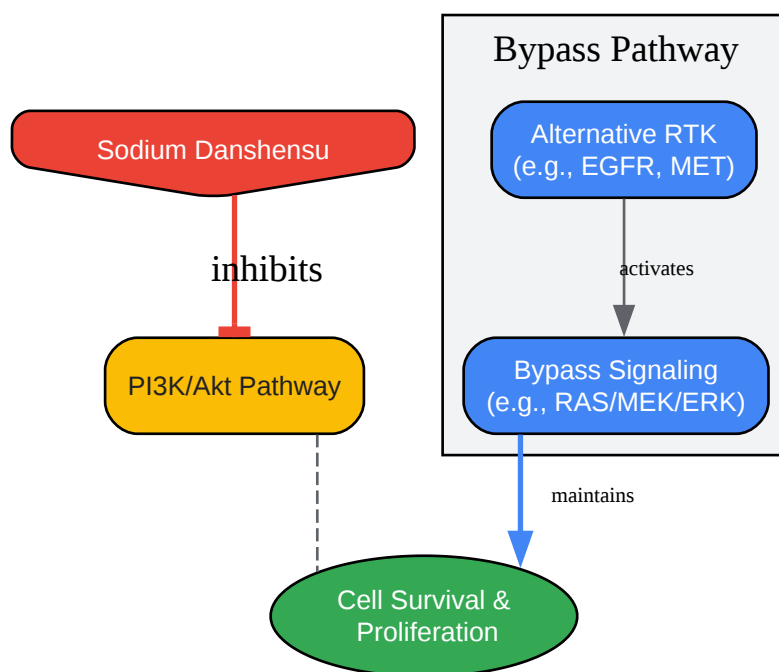 Bypass Pathway
Sodium Danshensu
Alternative RTK
(e.g., EGFR, MET)
inhibits
activates
PI3K/Akt Pathway
Bypass Signaling
(e.g., RAS/MEK/ERK)
maintains
Cell Survival &
Proliferation